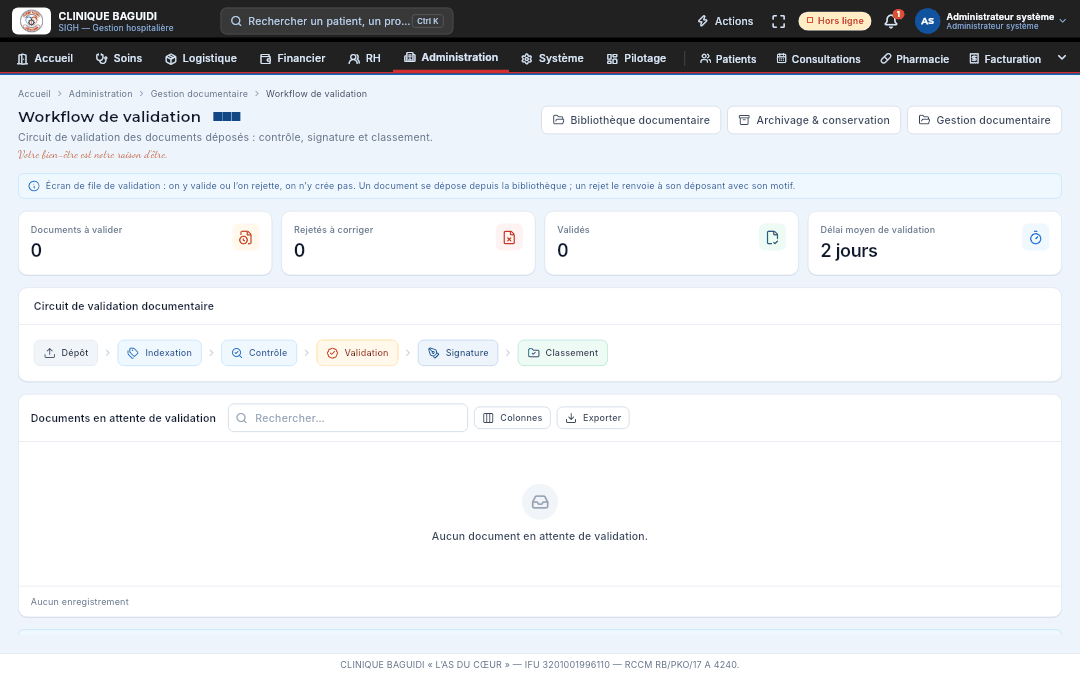 CLINIQUE BAGUIDI
SIGH — Gestion hospitalière
Rechercher un patient, un pro... Ctrl K
Actions
Hors ligne
1
AS
Administrateur système
Administrateur système
Accueil Soins Logistique Financier RH Administration Système Pilotage Patients Consultations Pharmacie Facturation
Accueil > Administration > Gestion documentaire > Workflow de validation
Workflow de validation
Circuit de validation des documents déposés : contrôle, signature et classement.
Votre bien-être est notre raison d'être.
Bibliothèque documentaire Archivage & conservation Gestion documentaire
Écran de file de validation : on y valide ou l'on rejette, on n'y crée pas. Un document se dépose depuis la bibliothèque ; un rejet le renvoie à son déposant avec son motif.
Documents à valider
0
Rejetés à corriger
0
Validés
0
Délai moyen de validation
2 jours
Circuit de validation documentaire
Dépôt > Indexation > Contrôle > Validation > Signature > Classement
Documents en attente de validation Rechercher... Colonnes Exporter
Aucun document en attente de validation.
Aucun enregistrement
CLINIQUE BAGUIDI « L'AS DU CŒUR » — IFU 3201001996110 — RCCM RB/PKO/17 A 4240.